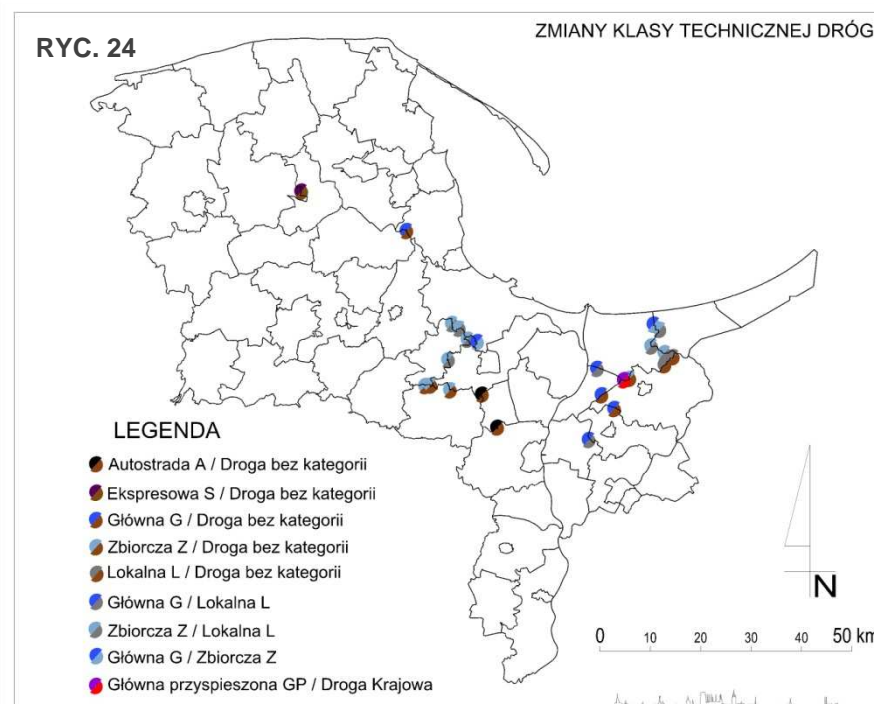 RYC. 24
ZMIANY KLASY TECHNICZNEJ DRÓG
LEGENDA
Autostrada A / Droga bez kategorii
Ekspresowa S / Droga bez kategorii
Główna G / Droga bez kategorii
Zbiorcza Z / Droga bez kategorii
Lokalna L / Droga bez kategorii
Główna G / Lokalna L
Zbiorcza Z / Lokalna L
Główna G / Zbiorcza Z
Główna przyspieszona GP / Droga Krajowa
N
0 10 20 30 40 50 km